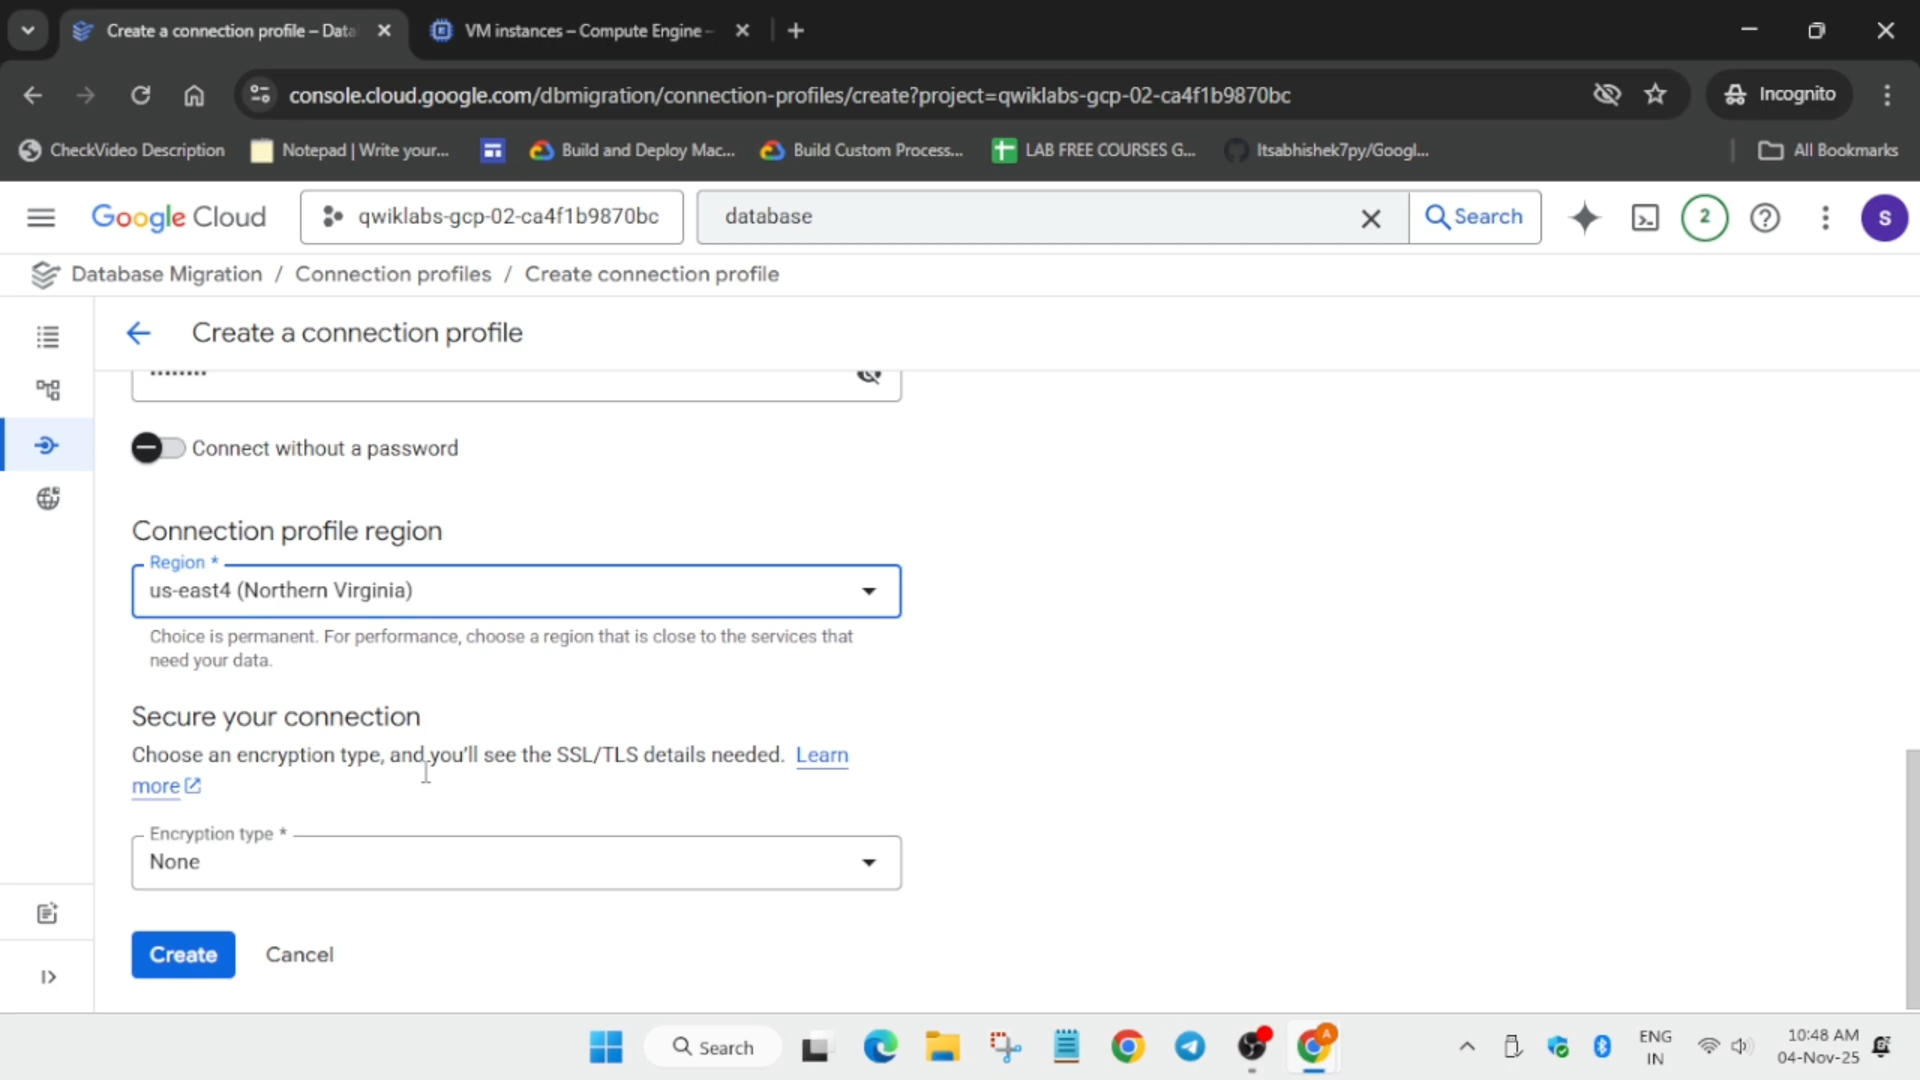 Create a connection profile – Data
VM instances – Compute Engine –
console.cloud.google.com/dbmigration/connection-profiles/create?project=qwiklabs-gcp-02-ca4f1b9870bc
Incognito
CheckVideo Description
Notepad | Write your...
Build and Deploy Mac...
Build Custom Process...
LAB FREE COURSES G...
Itsabhishek7py/Googl...
All Bookmarks
Google Cloud
qwiklabs-gcp-02-ca4f1b9870bc
database
Search
2
S
Database Migration / Connection profiles / Create connection profile
Create a connection profile
Connect without a password
Connection profile region
Region *
us-east4 (Northern Virginia)
Choice is permanent. For performance, choose a region that is close to the services that
need your data.
Secure your connection
Choose an encryption type, and you'll see the SSL/TLS details needed. Learn
more
Encryption type *
None
Create
Cancel
Search
A
ENG
IN
10:48 AM
04-Nov-25